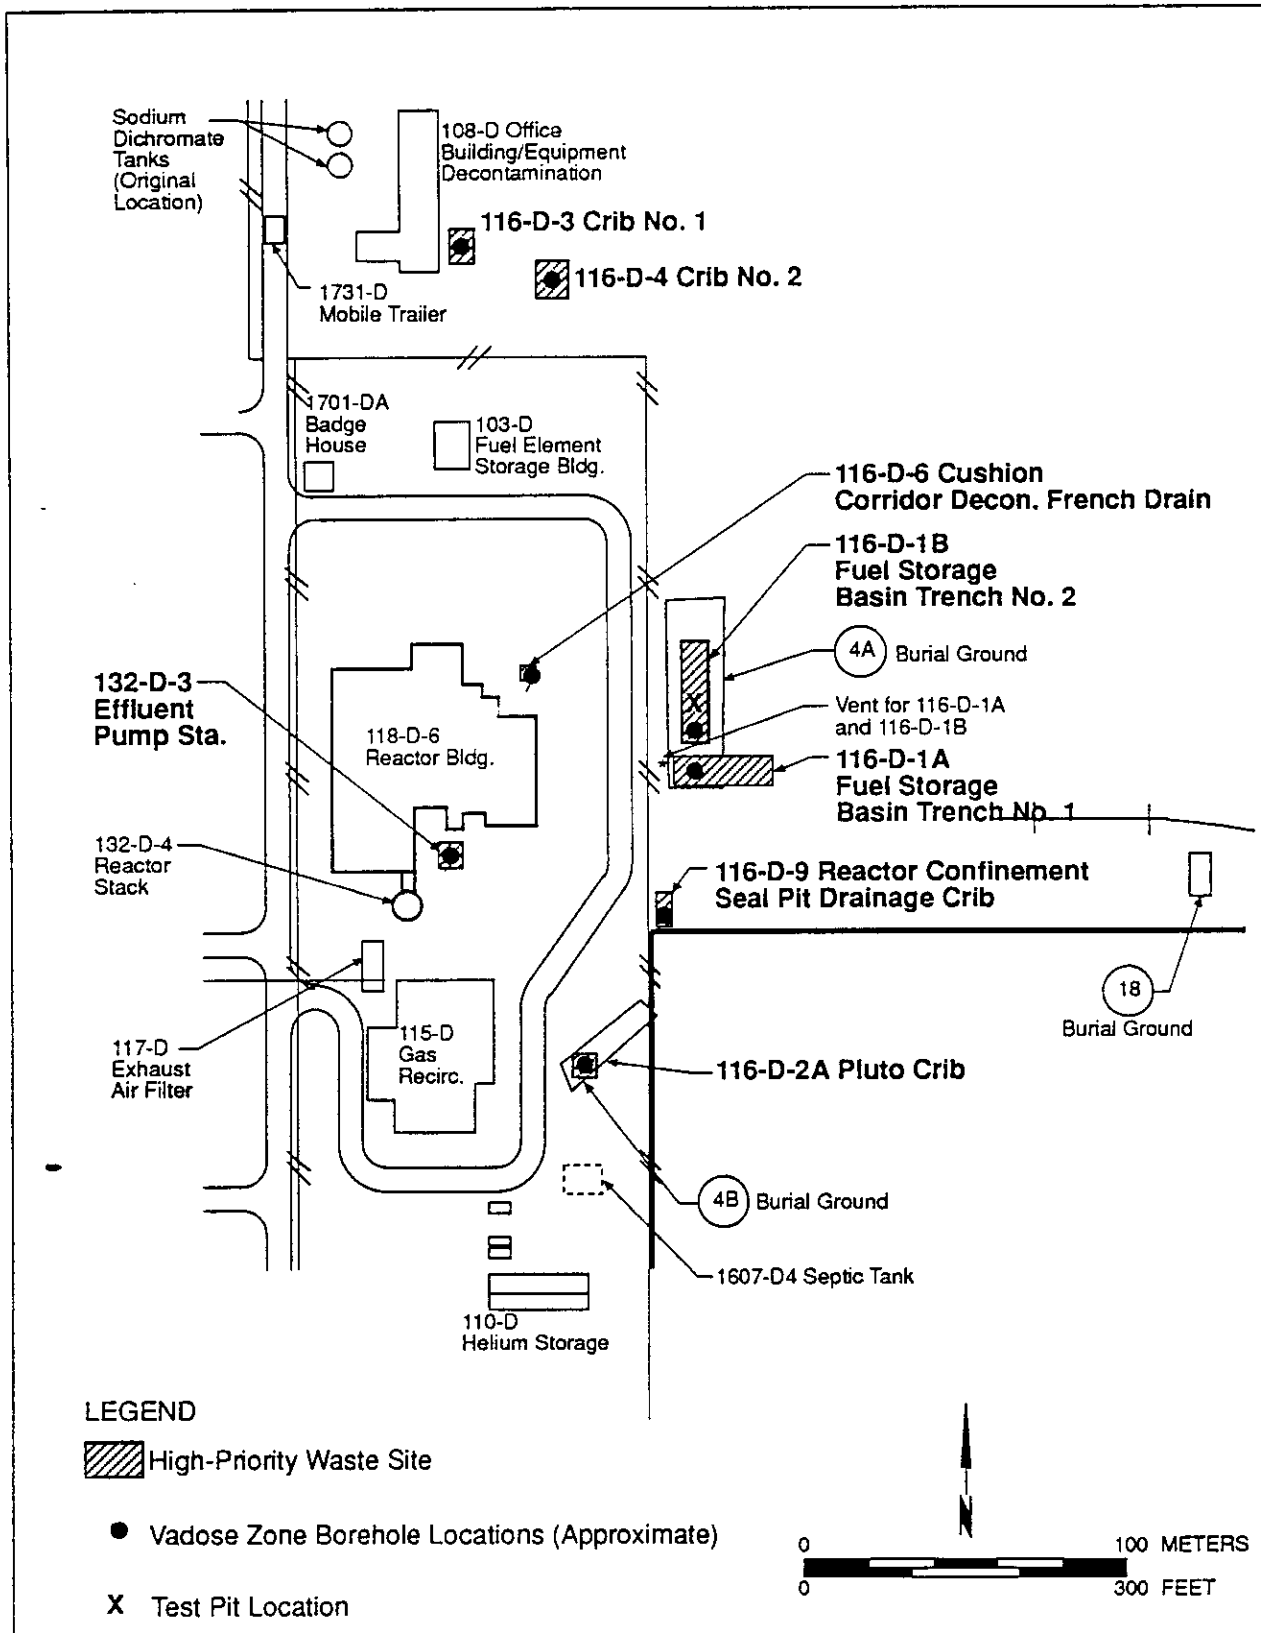 Sodium
Dichromate
Tanks
(Original
Location)
108-D Office
Building/Equipment
Decontamination
116-D-3 Crib No. 1
116-D-4 Crib No. 2
1731-D
Mobile Trailer
1701-DA
Badge
House
103-D
Fuel Element
Storage Bldg.
116-D-6 Cushion
Corridor Decon. French Drain
116-D-1B
Fuel Storage
Basin Trench No. 2
4A Burial Ground
X
Vent for 116-D-1A
and 116-D-1B
*
132-D-3
Effluent
Pump Sta.
118-D-6
Reactor Bldg.
116-D-1A
Fuel Storage
Basin Trench No. 1
132-D-4
Reactor
Stack
116-D-9 Reactor Confinement
Seal Pit Drainage Crib
18
Burial Ground
117-D
Exhaust
Air Filter
115-D
Gas
Recirc.
116-D-2A Pluto Crib
4B Burial Ground
1607-D4 Septic Tank
110-D
Helium Storage
LEGEND
High-Priority Waste Site
Vadose Zone Borehole Locations (Approximate)
X Test Pit Location
N
0 100 METERS
0 300 FEET